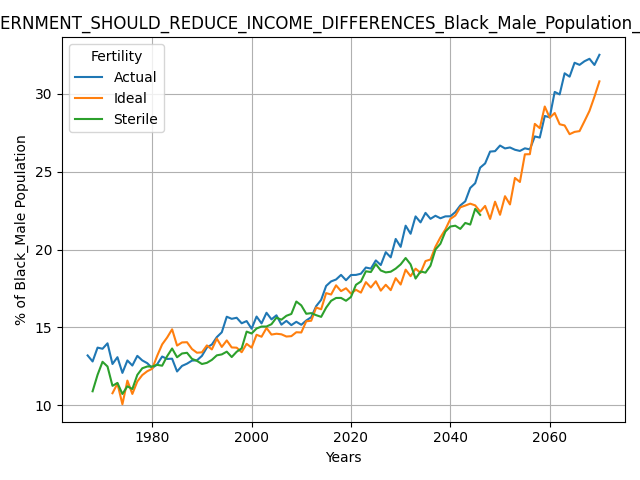 ERNMENT_SHOULD_REDUCE_INCOME_DIFFERENCES_Black_Male_Population_
Fertility
Actual
Ideal
Sterile
% of Black_Male Population
30
25
20
15
10
1980
2000
2020
2040
2060
Years